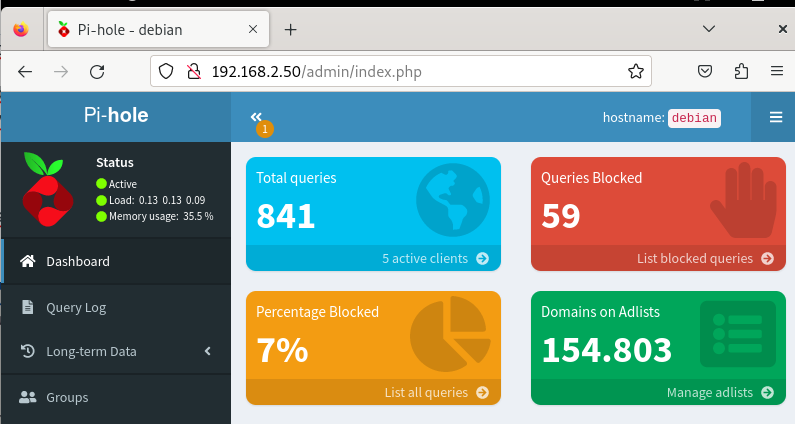 Pi-hole - debian
192.168.2.50/admin/index.php
Pi-hole
1
hostname: debian
Status
Active
Load: 0.13 0.13 0.09
Memory usage: 35.5 %
Dashboard
Query Log
Long-term Data
Groups
Total queries
841
5 active clients
Queries Blocked
59
List blocked queries
Percentage Blocked
7%
List all queries
Domains on Adlists
154.803
Manage adlists